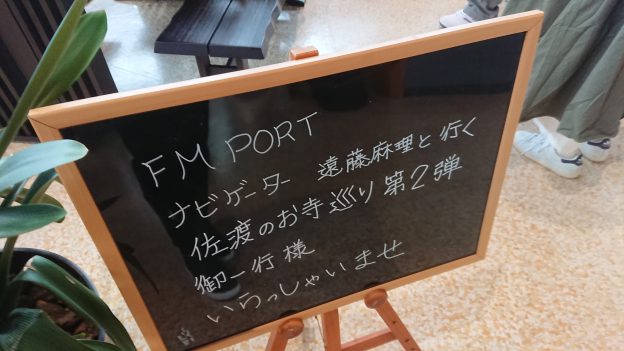 FM PORT
ナビゲーター 遠藤麻理と行く
佐渡のお寺巡り第2弾
御一行様
いらっしゃいませ